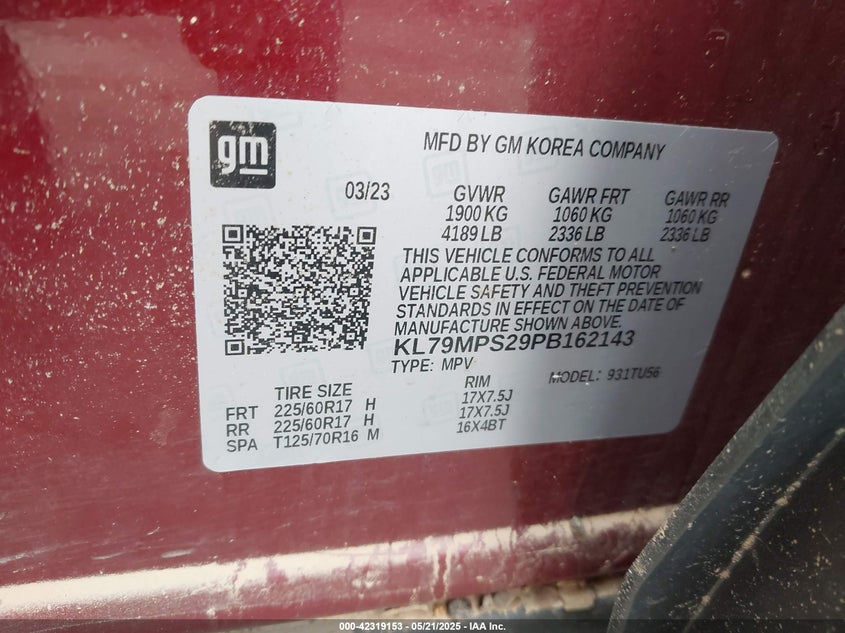 gm
MFD BY GM KOREA COMPANY
03/23 GVWR GAWR FRT GAWR RR
1900 KG 1060 KG 1060 KG
4189 LB 2336 LB 2336 LB
THIS VEHICLE CONFORMS TO ALL
APPLICABLE U.S. FEDERAL MOTOR
VEHICLE SAFETY AND THEFT PREVENTION
STANDARDS IN EFFECT ON THE DATE OF
MANUFACTURE SHOWN ABOVE.
KL79MPS29PB162143
TYPE: MPV MODEL: 931TU56
TIRE SIZE RIM
FRT 225/60R17 H 17X7.5J
RR 225/60R17 H 17X7.5J
SPA T125/70R16 M 16X4BT
000-42319153 - 05/21/2025 - IAA Inc.